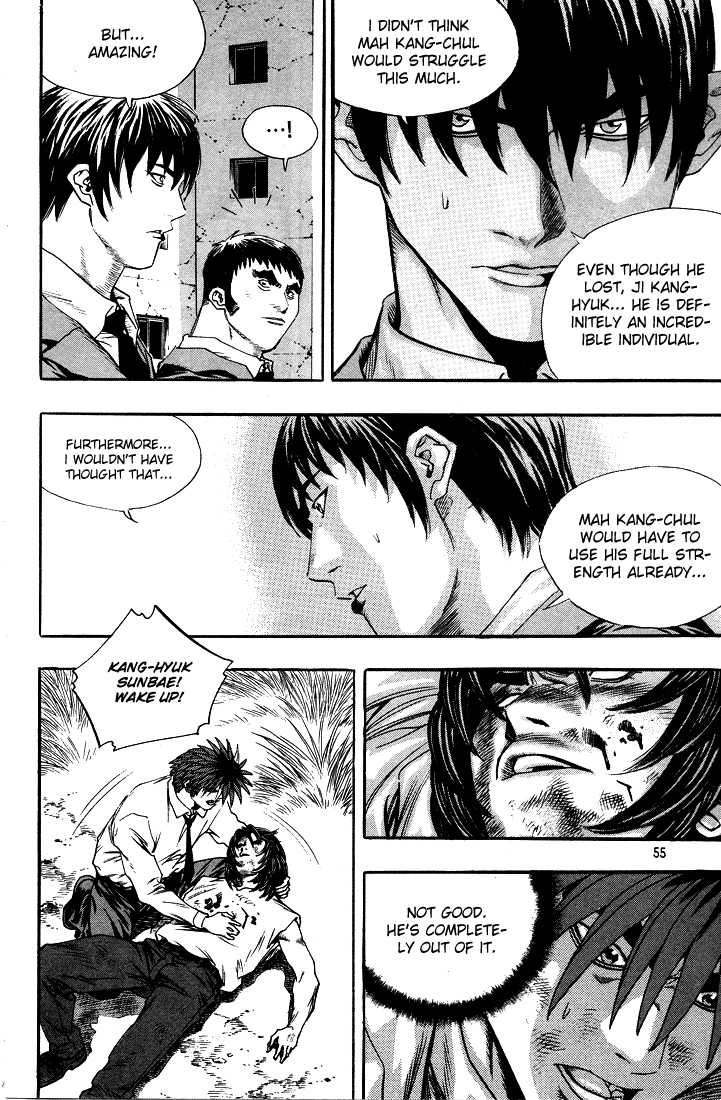 BUT...
AMAZING!
...!
I DIDN'T THINK
MAH KANG-CHUL
WOULD STRUGGLE
THIS MUCH.
EVEN THOUGH HE
LOST, JI KANG-
HYUK... HE IS DEF-
INITELY AN INCRED-
IBLE INDIVIDUAL.
FURTHERMORE...
I WOULDN'T HAVE
THOUGHT THAT...
MAH KANG-CHUL
WOULD HAVE TO
USE HIS FULL STR-
ENGTH ALREADY...
KANG-HYUK
SUNBAE!
WAKE UP!
55
NOT GOOD.
HE'S COMPLETE-
LY OUT OF IT.